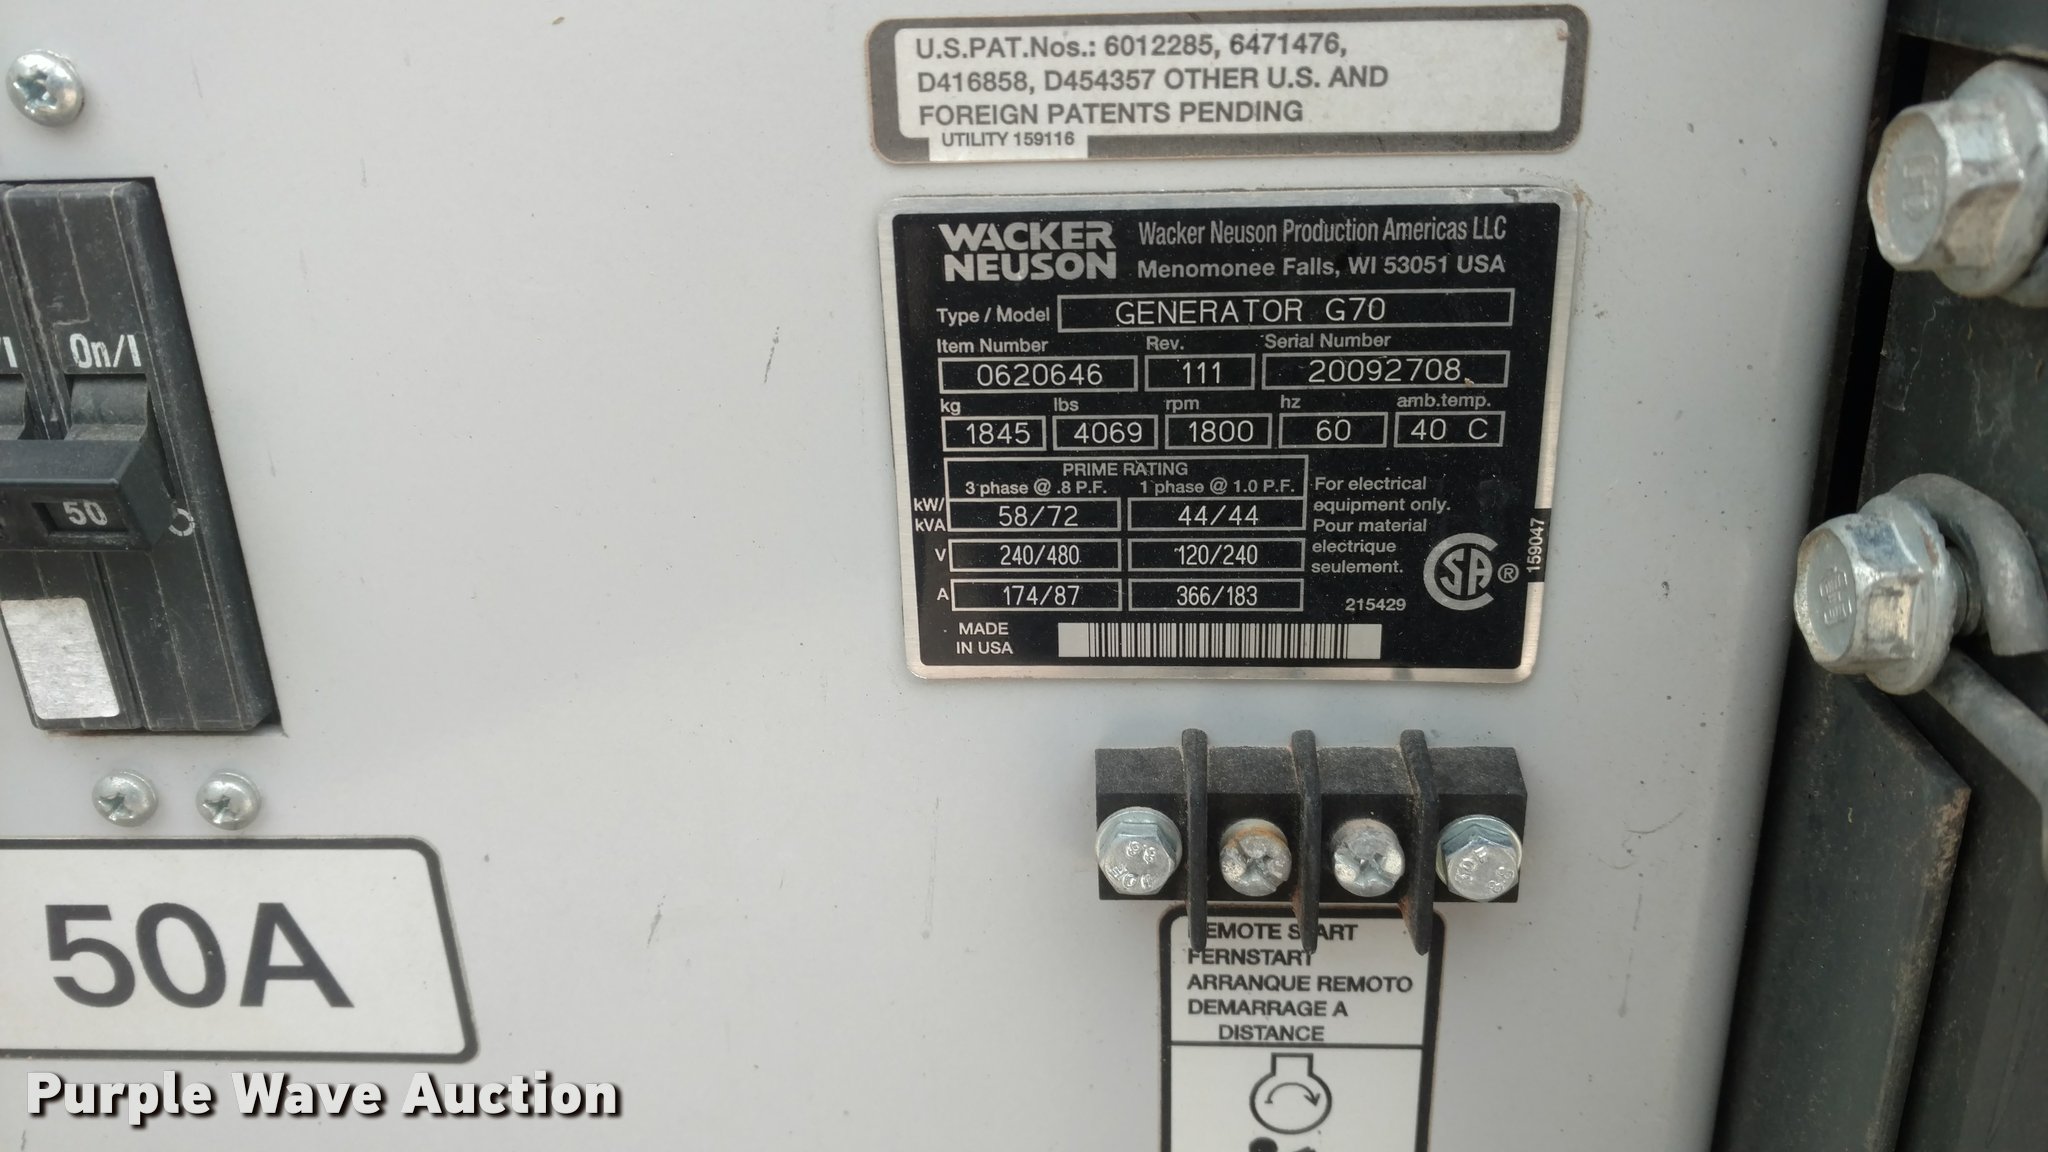 U.S.PAT.Nos.: 6012285, 6471476,
D416858, D454357 OTHER U.S. AND
FOREIGN PATENTS PENDING
UTILITY 159116
WACKER
NEUSON
Wacker Neuson Production Americas LLC
Menomonee Falls, WI 53051 USA
Type / Model GENERATOR G70
Item Number Rev. Serial Number
0620646 111 20092708
kg lbs rpm hz amb.temp.
1845 4069 1800 60 40 C
PRIME RATING
3 phase @ .8 P.F. 1 phase @ 1.0 P.F.
kW/
kVA
58/72 44/44
V 240/480 120/240
A 174/87 366/183
For electrical
equipment only.
Pour material
electrique
seulement.
215429
SA ®
159047
MADE
IN USA
On/I
50
50A
REMOTE START
FERNSTART
ARRANQUE REMOTO
DEMARRAGE A
DISTANCE
Purple Wave Auction